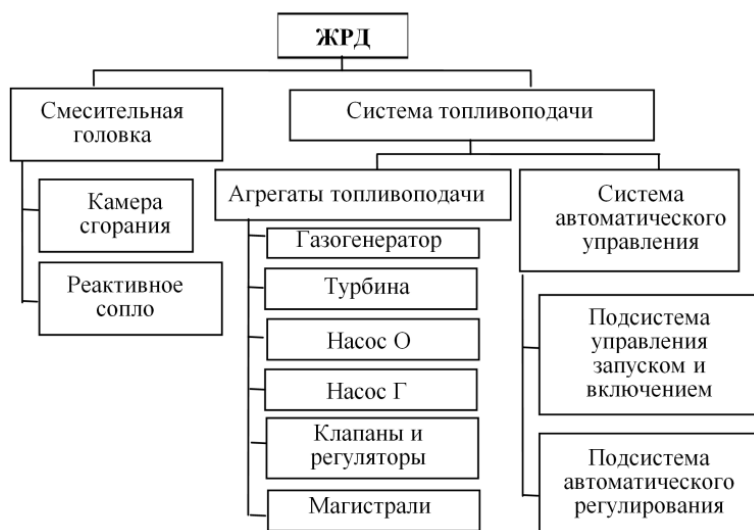 ЖРД
Смесительная
головка
Система топливоподачи
Камера
сгорания
Реактивное
сопло
Агрегаты топливоподачи
Газогенератор
Турбина
Насос О
Насос Г
Клапаны и
регуляторы
Магистрали
Система
автоматического
управления
Подсистема
управления
запуском и
включением
Подсистема
автоматического
регулирования